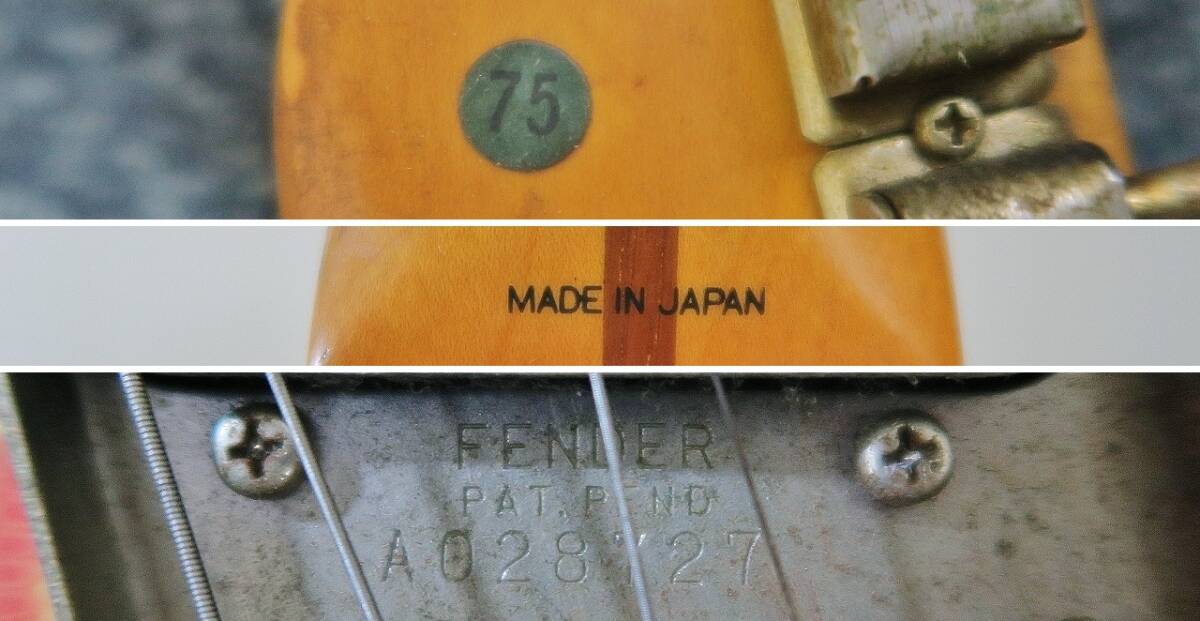 75
MADE IN JAPAN
FENDER
PAT. PEND
A028727